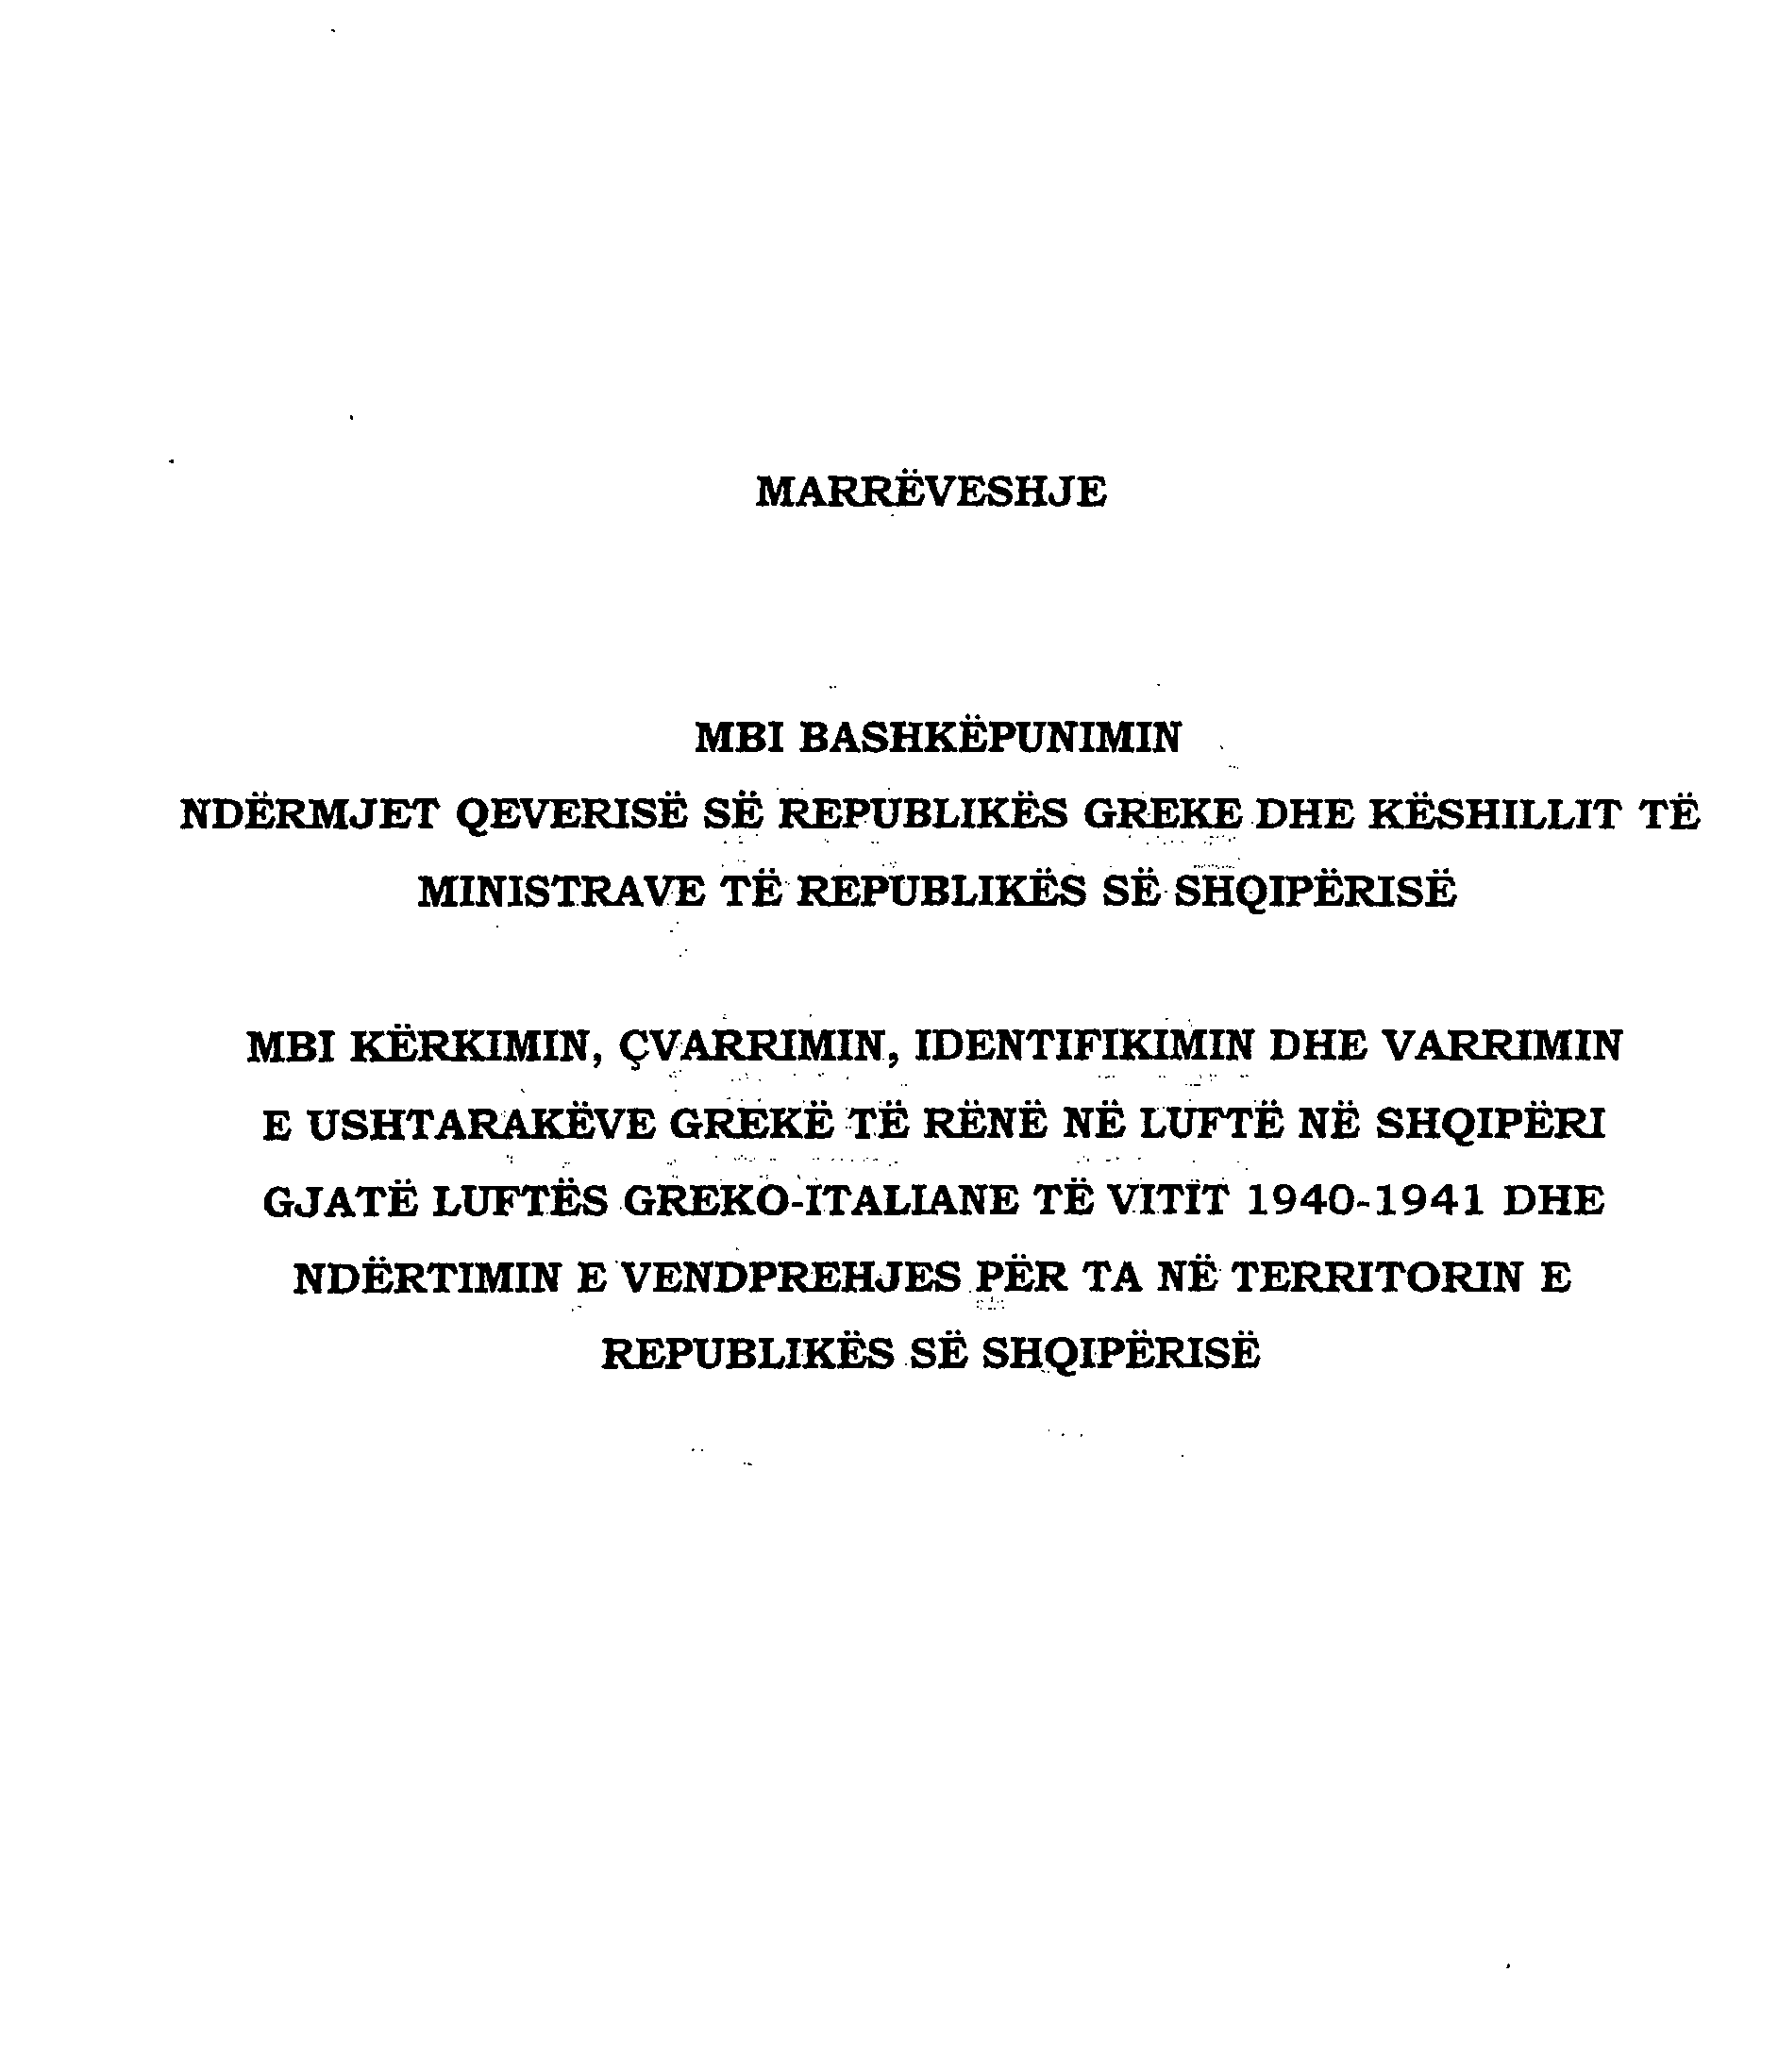 MARRËVESHJE
MBI BASHKËPUNIMIN
NDËRMJET QEVERISË SË REPUBLIKËS GREKE DHE KËSHILLIT TË
MINISTRAVE TË REPUBLIKËS SË SHQIPËRISË
MBI KËRKIMIN, ÇVARRIMIN, IDENTIFIKIMIN DHE VARRIMIN
E USHTARAKËVE GREKË TË RËNË NË LUFTË NË SHQIPËRI
GJATË LUFTËS GREKO-ITALIANE TË VITIT 1940-1941 DHE
NDËRTIMIN E VENDPREHJES PËR TA NË TERRITORIN E
REPUBLIKËS SË SHQIPËRISË